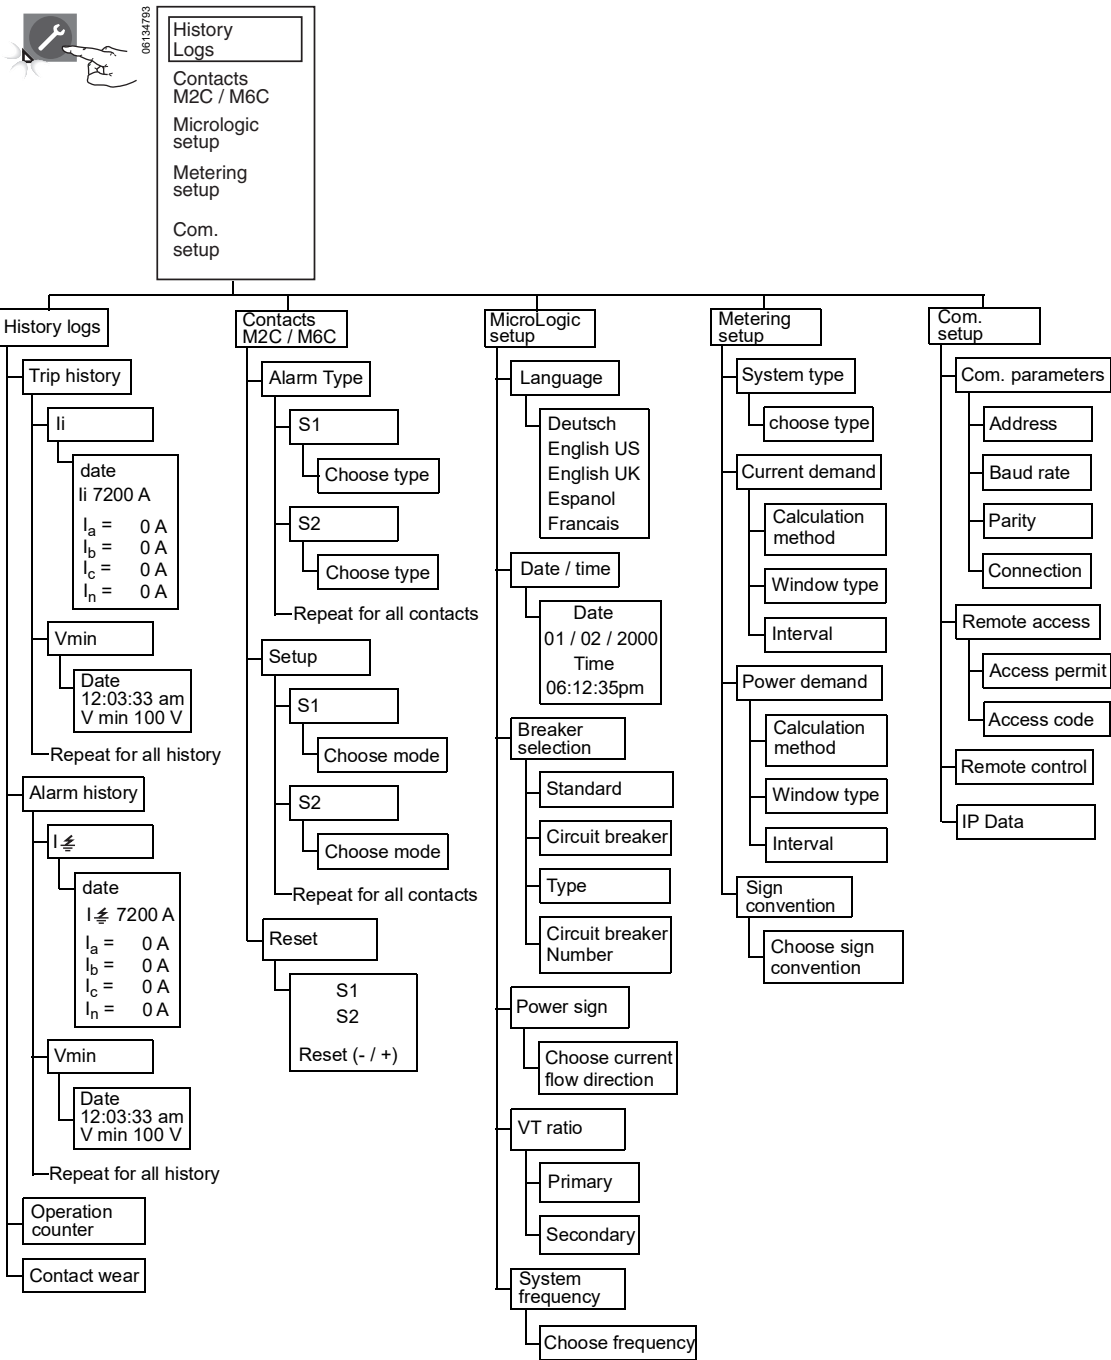 06134793
History
Logs
Contacts
M2C / M6C
Micrologic
setup
Metering
setup
Com.
setup
History logs
Trip history
Ii
date
Ii 7200 A
Ia = 0 A
Ib = 0 A
Ic = 0 A
In = 0 A
Vmin
Date
12:03:33 am
V min 100 V
Repeat for all history
Alarm history
I⏚
date
I⏚ 7200 A
Ia = 0 A
Ib = 0 A
Ic = 0 A
In = 0 A
Vmin
Date
12:03:33 am
V min 100 V
Repeat for all history
Operation
counter
Contact wear
Contacts
M2C / M6C
Alarm Type
S1
Choose type
S2
Choose type
Repeat for all contacts
Setup
S1
Choose mode
S2
Choose mode
Repeat for all contacts
Reset
S1
S2
Reset (- / +)
MicroLogic
setup
Language
Deutsch
English US
English UK
Espanol
Francais
Date / time
Date
01 / 02 / 2000
Time
06:12:35pm
Breaker
selection
Standard
Circuit breaker
Type
Circuit breaker
Number
Power sign
Choose current
flow direction
VT ratio
Primary
Secondary
System
frequency
Choose frequency
Metering
setup
System type
choose type
Current demand
Calculation
method
Window type
Interval
Power demand
Calculation
method
Window type
Interval
Sign
convention
Choose sign
convention
Com.
setup
Com. parameters
Address
Baud rate
Parity
Connection
Remote access
Access permit
Access code
Remote control
IP Data